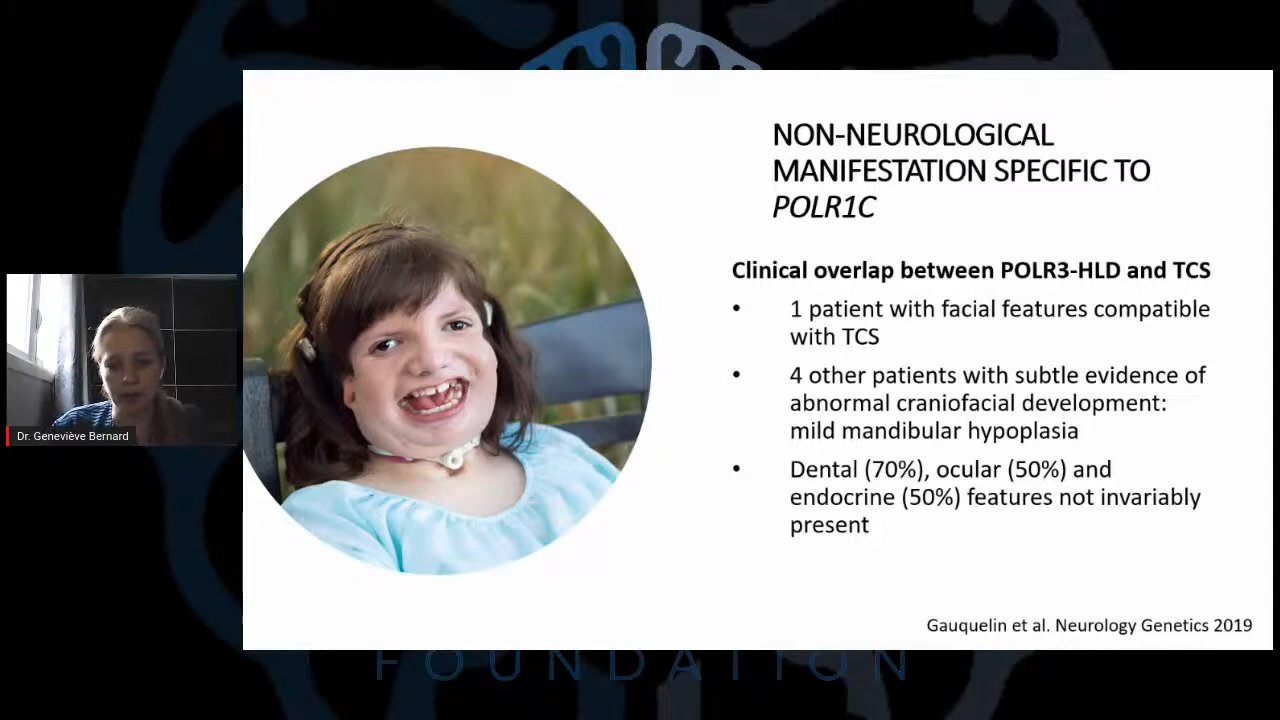 NON-NEUROLOGICAL
MANIFESTATION SPECIFIC TO
POLR1C
Clinical overlap between POLR3-HLD and TCS
• 1 patient with facial features compatible
with TCS
• 4 other patients with subtle evidence of
abnormal craniofacial development:
mild mandibular hypoplasia
• Dental (70%), ocular (50%) and
endocrine (50%) features not invariably
present
Gauquelin et al. Neurology Genetics 2019
Dr. Geneviève Bernard
FOUNDATION